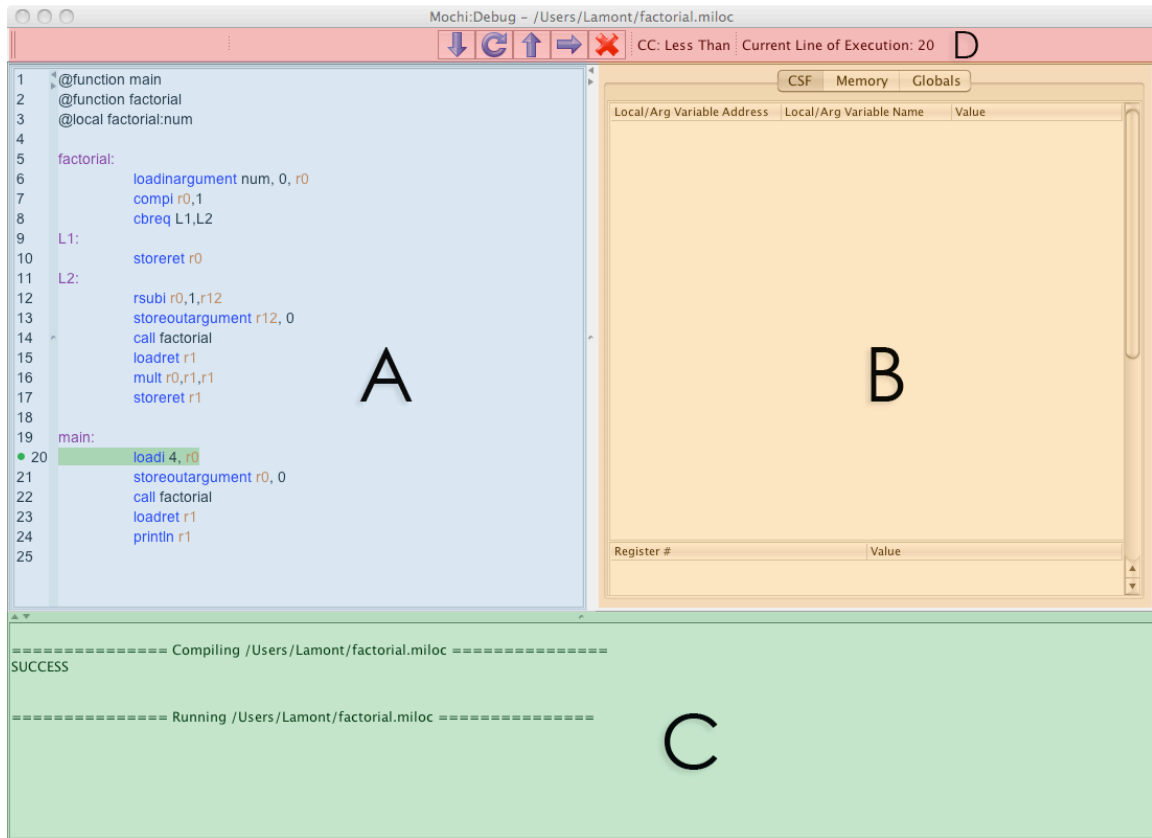 Mochi:Debug – /Users/Lamont/factorial.miloc
CC: Less Than Current Line of Execution: 20 D
1 @function main
2 @function factorial
3 @local factorial:num
4
5 factorial:
6 loadinargument num, 0, r0
7 compi r0,1
8 cbreq L1,L2
9 L1:
10 storeret r0
11 L2:
12 rsubi r0,1,r12
13 storeoutargument r12, 0
14 call factorial
15 loadret r1
16 mult r0,r1,r1
17 storeret r1
18
19 main:
20 loadi 4, r0
21 storeoutargument r0, 0
22 call factorial
23 loadret r1
24 println r1
25
A
CSF Memory Globals
Local/Arg Variable Address Local/Arg Variable Name Value
B
Register # Value
=============== Compiling /Users/Lamont/factorial.miloc ===============
SUCCESS
=============== Running /Users/Lamont/factorial.miloc ===============
C